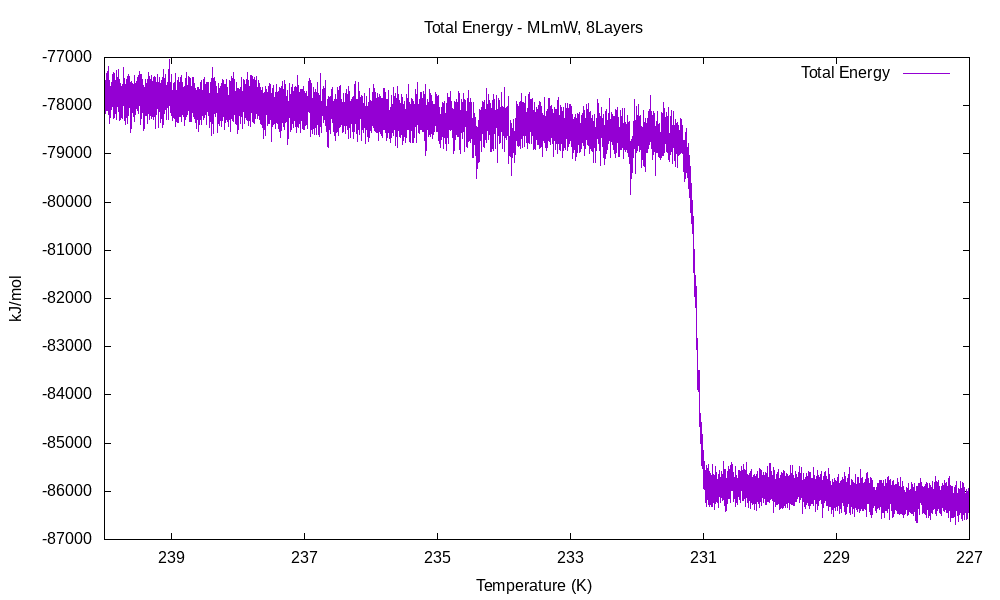 Total Energy - MLmW, 8Layers
Total Energy
-77000
-78000
-79000
-80000
-81000
-82000
-83000
-84000
-85000
-86000
-87000
kJ/mol
239 237 235 233 231 229 227
Temperature (K)